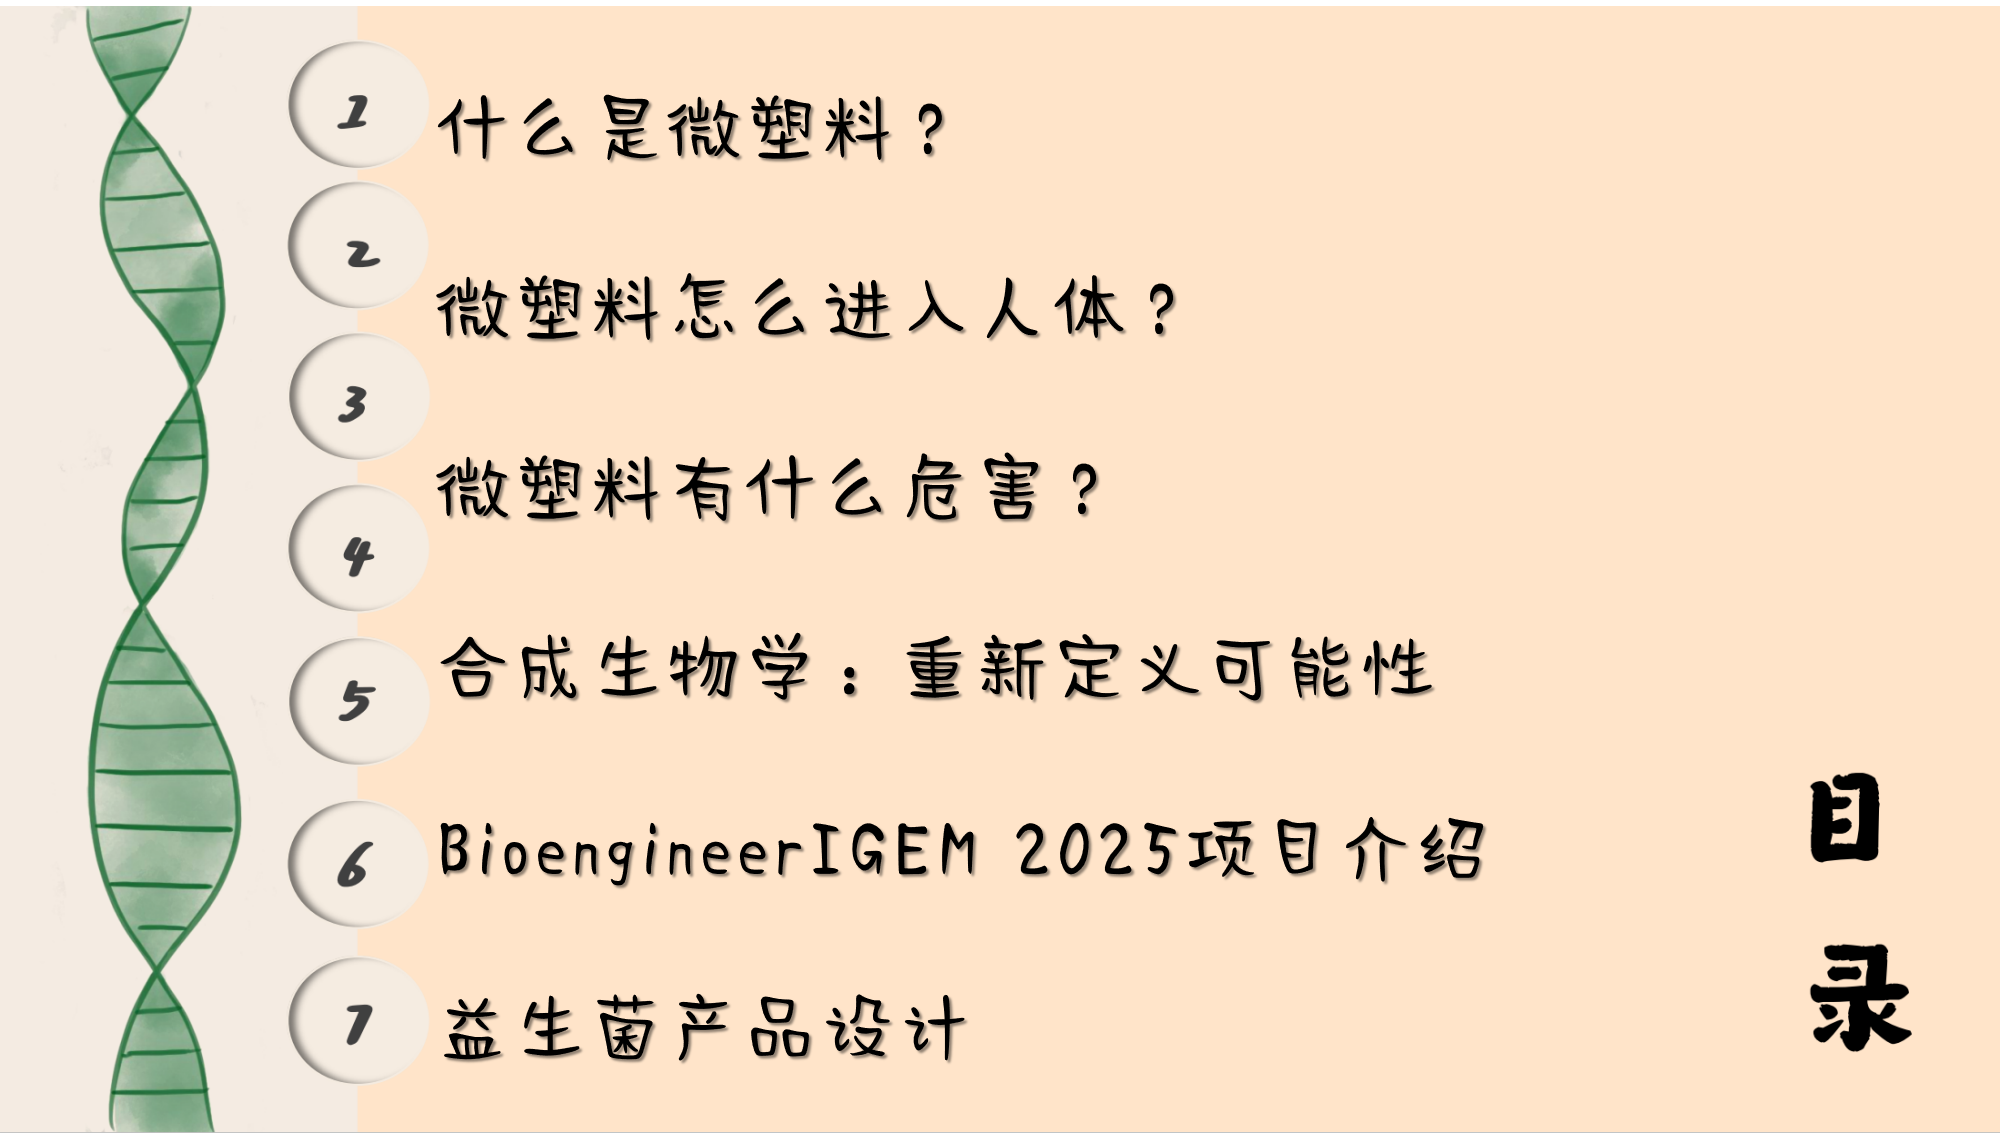 1
什么是微塑料？
2
微塑料怎么进入人体？
3
微塑料有什么危害？
4
合成生物学：重新定义可能性
5
BioengineerIGEM 2025项目介绍
6
益生菌产品设计
7
目
录